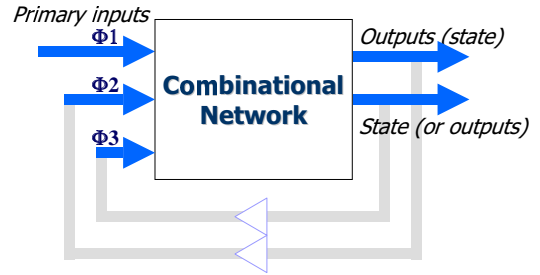 Primary inputs
Φ1
Outputs (state)
Φ2
Combinational
Network
State (or outputs)
Φ3